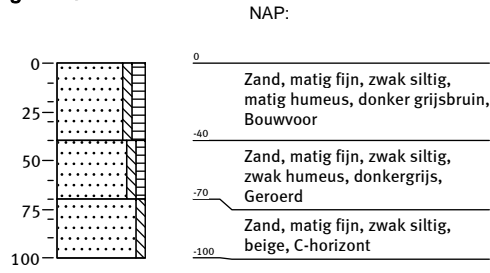 NAP:
0
0
Zand, matig fijn, zwak siltig,
matig humeus, donker grijsbruin,
Bouwvoor
25
-40
50
Zand, matig fijn, zwak siltig,
zwak humeus, donkergrijs,
Geroerd
-70
75
Zand, matig fijn, zwak siltig,
beige, C-horizont
100
-100